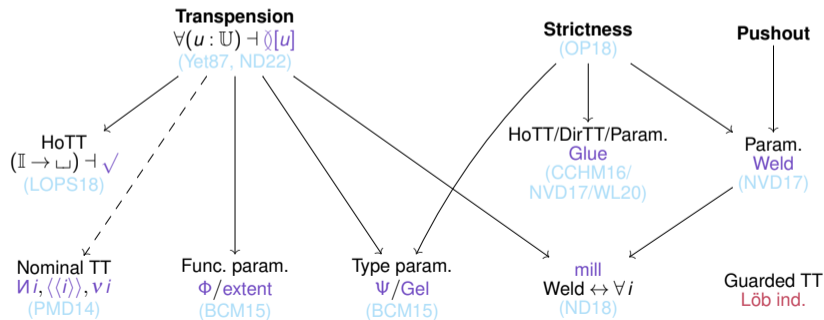 Transpension
∀(u : 𝕌) ⊣ ≬[u]
(Yet87, ND22)
Strictness
(OP18)
Pushout
HoTT
(𝕀 → ⊔) ⊣ √
(LOPS18)
HoTT/DirTT/Param.
Glue
(CCHM16/
NVD17/WL20)
Param.
Weld
(NVD17)
Nominal TT
И i, ⟨⟨i⟩⟩, ν i
(PMD14)
Func. param.
Φ/extent
(BCM15)
Type param.
Ψ/Gel
(BCM15)
mill
Weld ↔ ∀ i
(ND18)
Guarded TT
Löb ind.